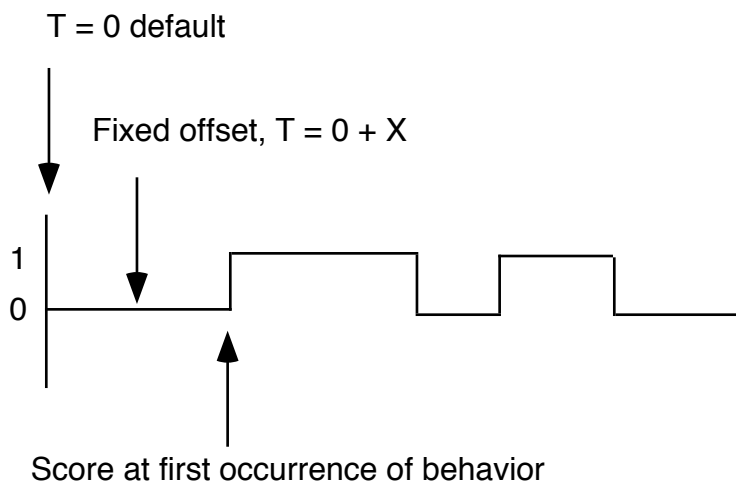 T = 0 default
Fixed offset, T = 0 + X
1
0
Score at first occurrence of behavior